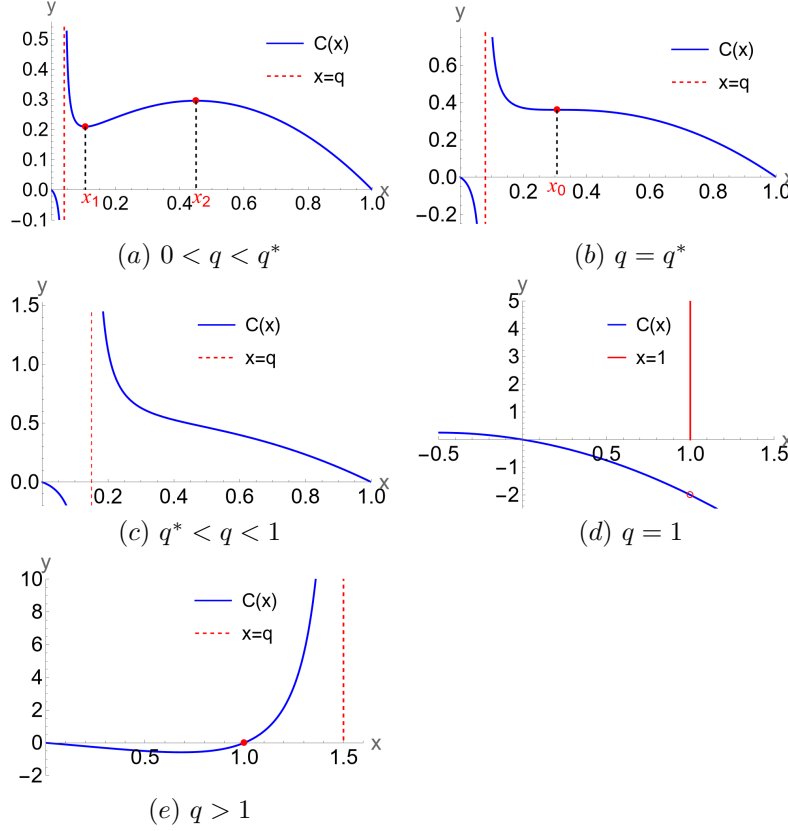 y
0.5
0.4
0.3
0.2
0.1
0.0
−0.1
C(x)
x=q
x₁ 0.2 0.4 x₂ 0.6 0.8 1.0 x
(a) 0 < q < q*
y
0.6
0.4
0.2
0.0
−0.2
C(x)
x=q
0.2 x₀ 0.4 0.6 0.8 1.0 x
(b) q = q*
y
1.5
1.0
0.5
0.0
C(x)
x=q
0.2 0.4 0.6 0.8 1.0 x
(c) q* < q < 1
y
5
4
3
2
1
−1
−2
C(x)
x=1
−0.5 0.0 0.5 1.0 1.5 x
(d) q = 1
y
10
8
6
4
2
0
−2
C(x)
x=q
0.5 1.0 1.5 x
(e) q > 1